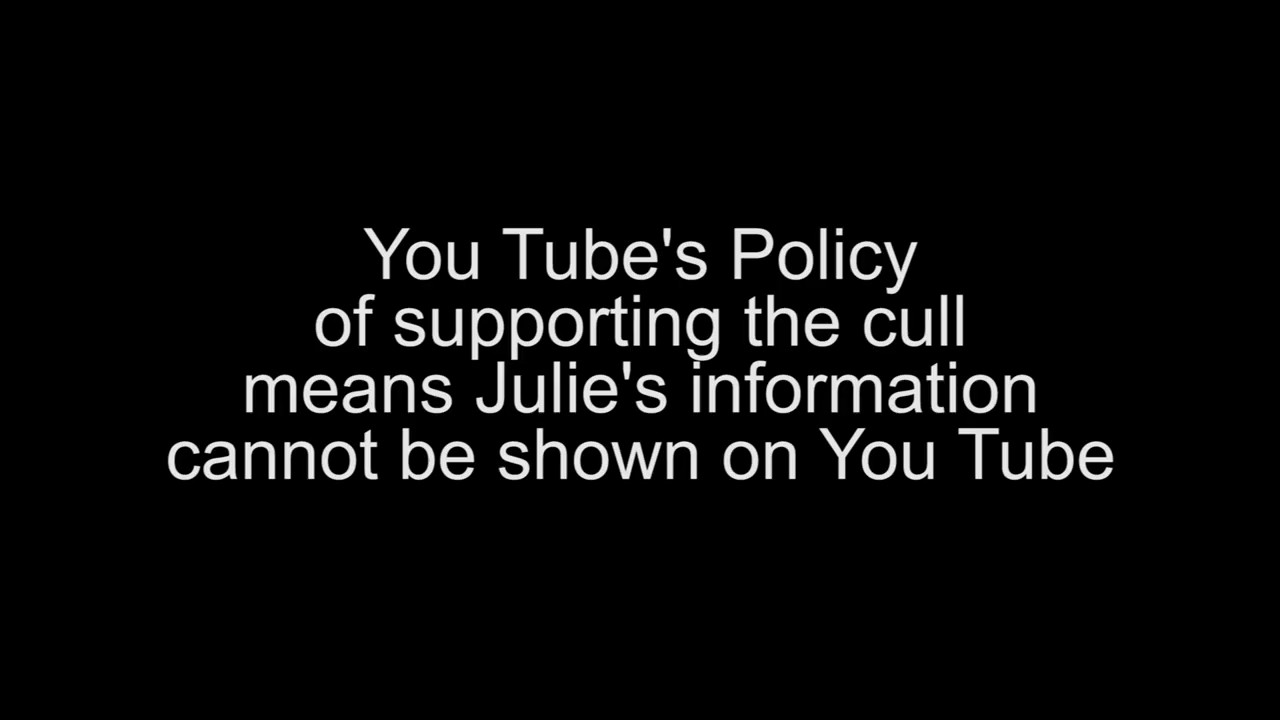 You Tube's Policy
of supporting the cull
means Julie's information
cannot be shown on You Tube